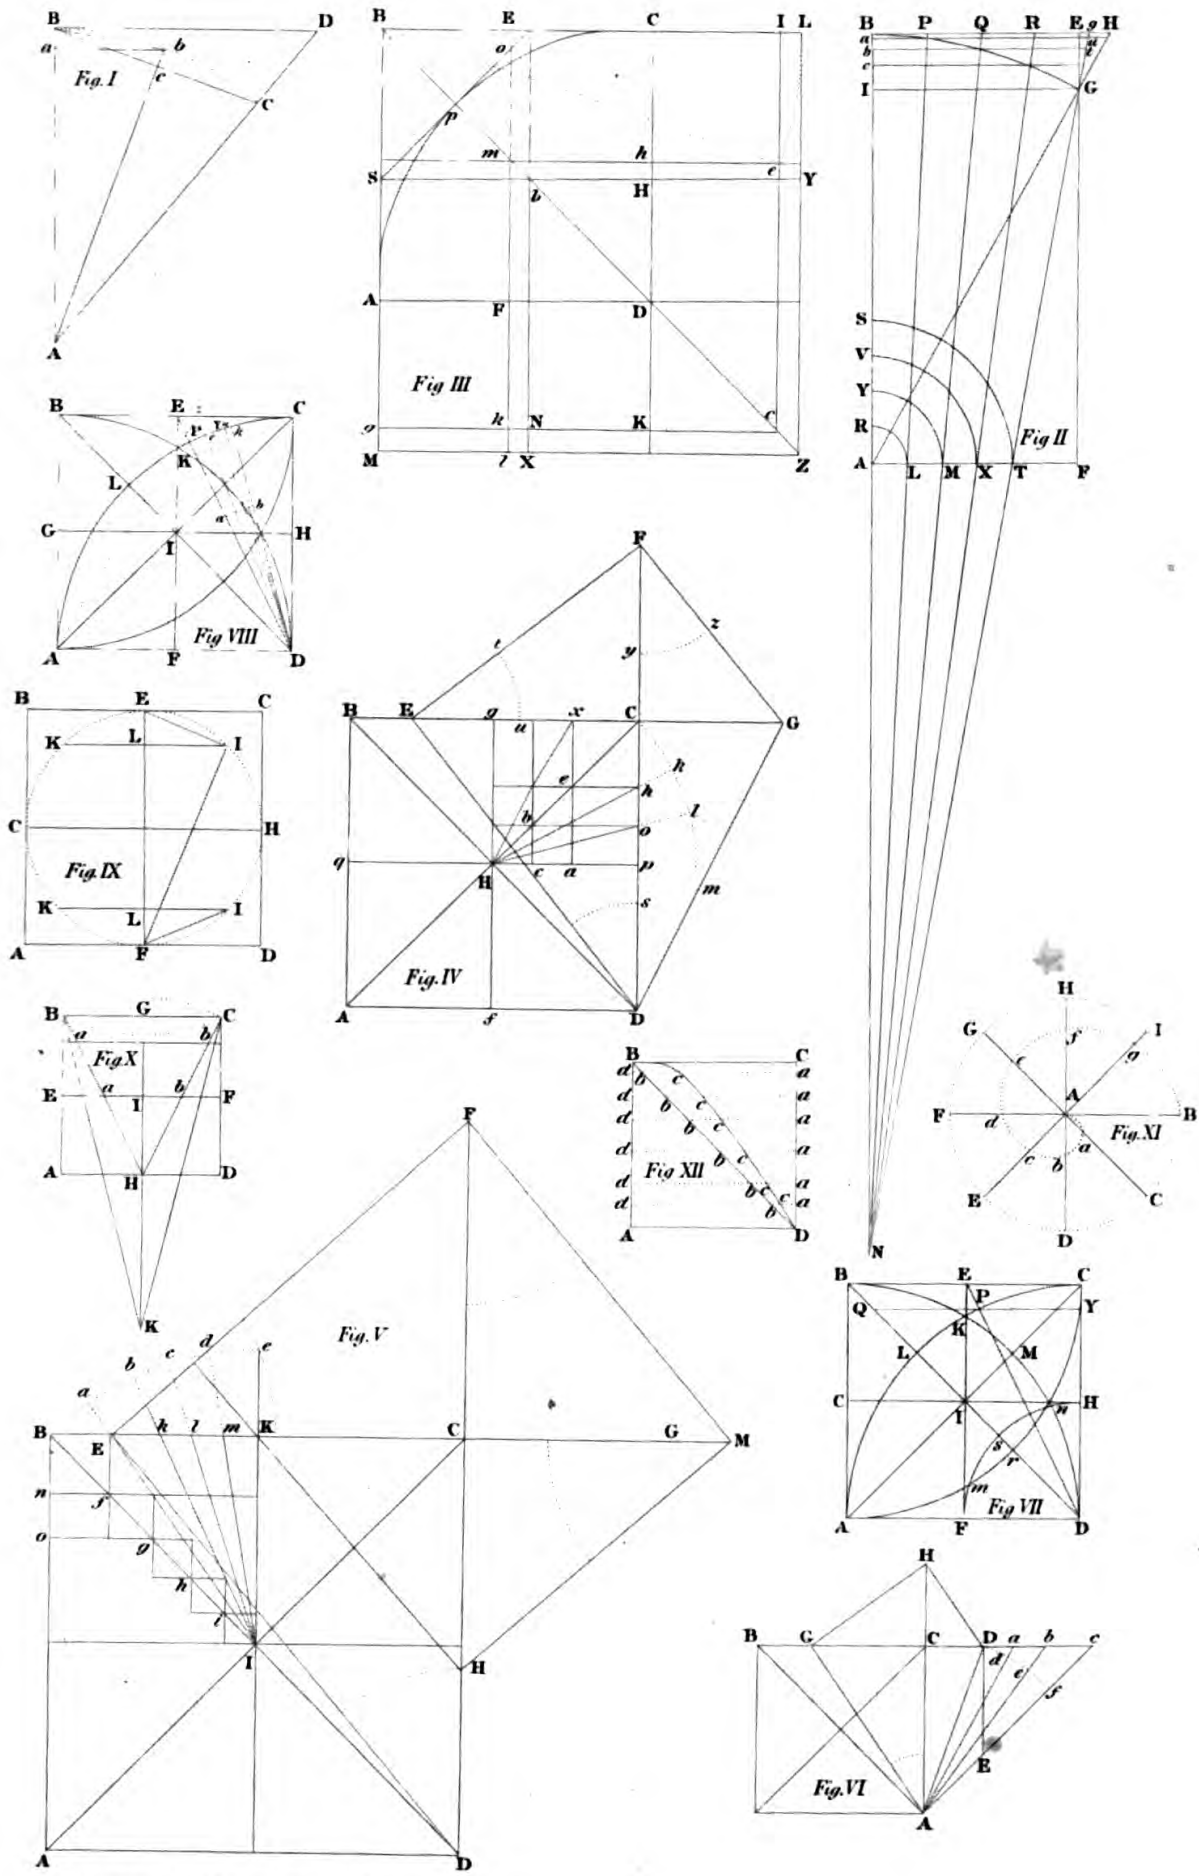 B D
a b
Fig. I
c
C
A
B E C I L
o
p
m h
S e Y
b H
A F D
Fig III
g k N K C
M l X Z
B P Q R E g H
a u
b t
c
I G
S
V
Y
R Fig II
A L M X T F
N
B E C
P r s k
K
L
a b
G H
I
Fig VIII
A F D
B E C
K L I
C H
Fig. IX
K L I
A F D
F
t z
y
B E g x C G
u
e k
h
b l
o
q H c a p
m
s
Fig. IV
A f D
B G C
a b
Fig X
E a b F
I
A H D
K
H
G I
c f g
A
F d B
Fig. XI
c b a
E C
D
B C
d b c a
d b c a
d b c a
d b c a
Fig XII
d b c c a
d b a
A D
F
Fig. V
a b c d e
B E k l m K C G M
n f
o g
h
i
I H
A D
B E C
Q P Y
K
L M
C I n H
s
r
m
Fig VII
A F D
H
B G C D a b c
d e f
E
Fig. VI
A